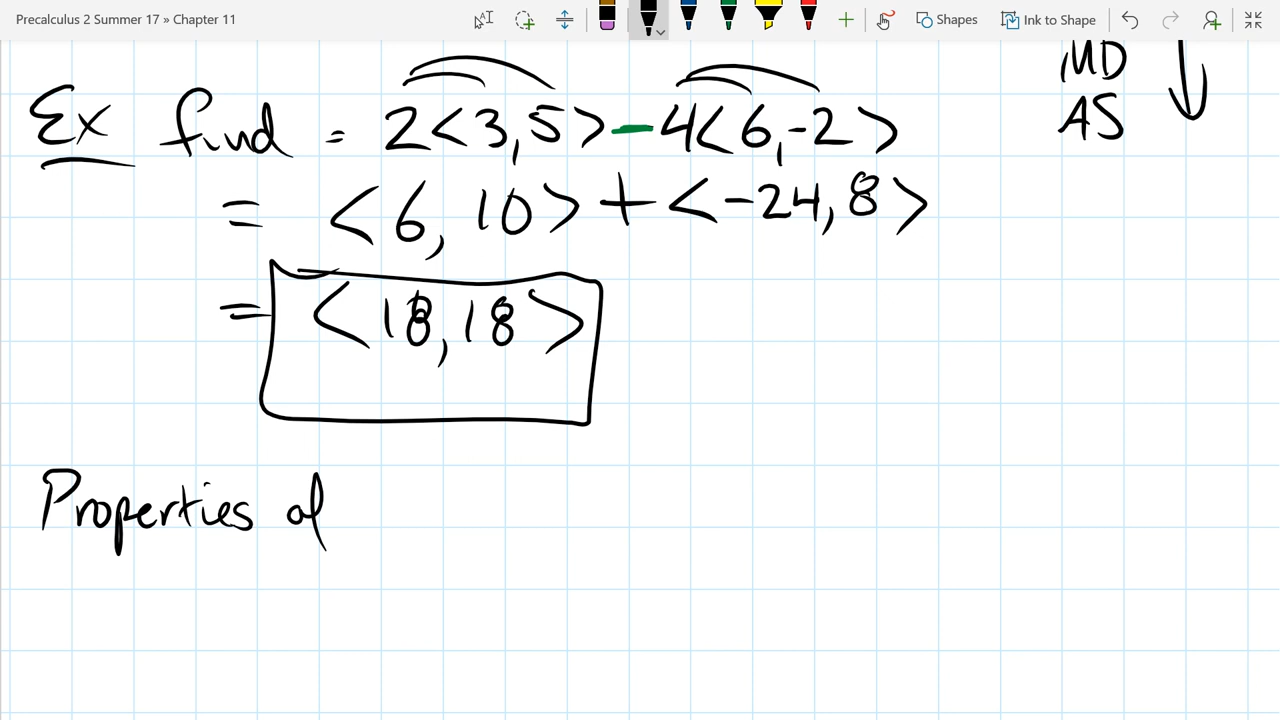 Precalculus 2 Summer 17 » Chapter 11
Shapes
Ink to Shape
MD
AS
Ex find = 2<3,5> - 4<6,-2>
= <6, 10> + <-24, 8>
= <18, 18>
Properties of